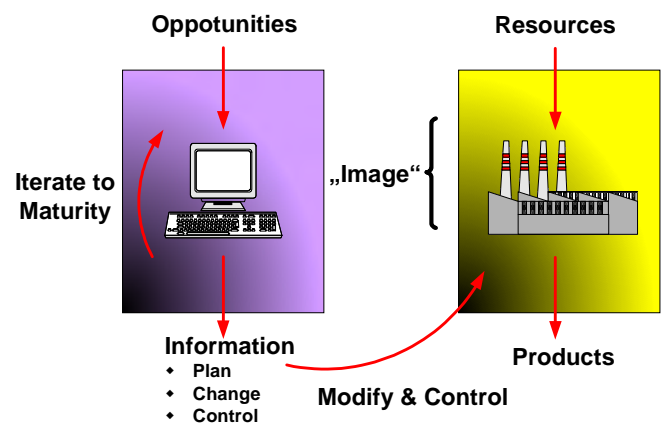 Oppotunities
Resources
Iterate to
Maturity
„Image“
Information
◆ Plan
◆ Change
◆ Control
Modify & Control
Products